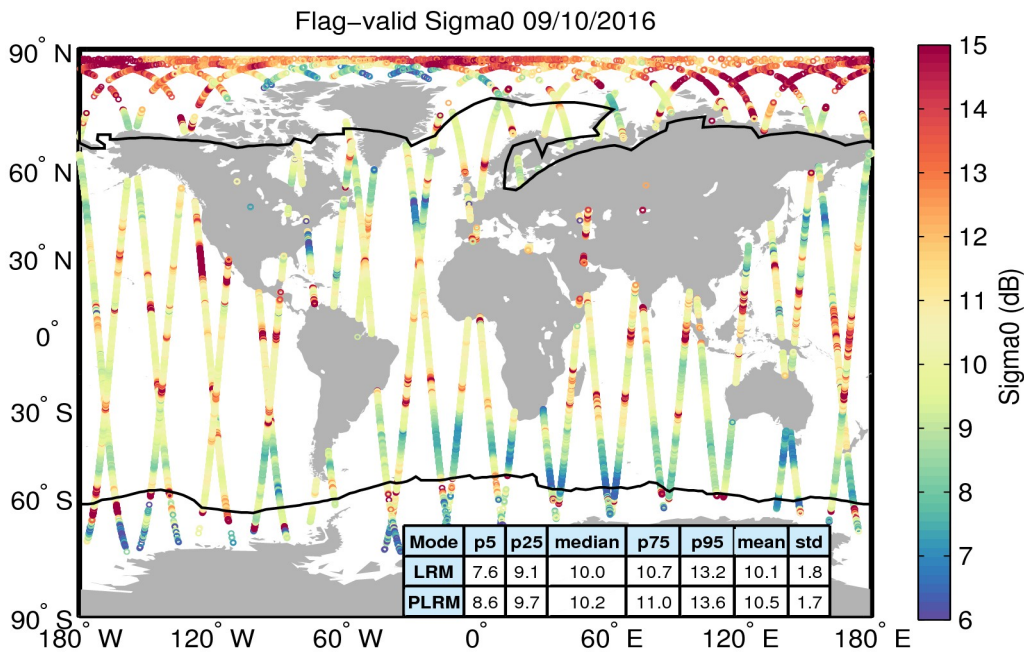 Flag−valid Sigma0 09/10/2016
90° N
60° N
30° N
0°
30° S
60° S
90° S
180° W
120° W
60° W
0°
60° E
120° E
180° E
Mode p5 p25 median p75 p95 mean std
LRM 7.6 9.1 10.0 10.7 13.2 10.1 1.8
PLRM 8.6 9.7 10.2 11.0 13.6 10.5 1.7
15
14
13
12
11
10
9
8
7
6
Sigma0 (dB)